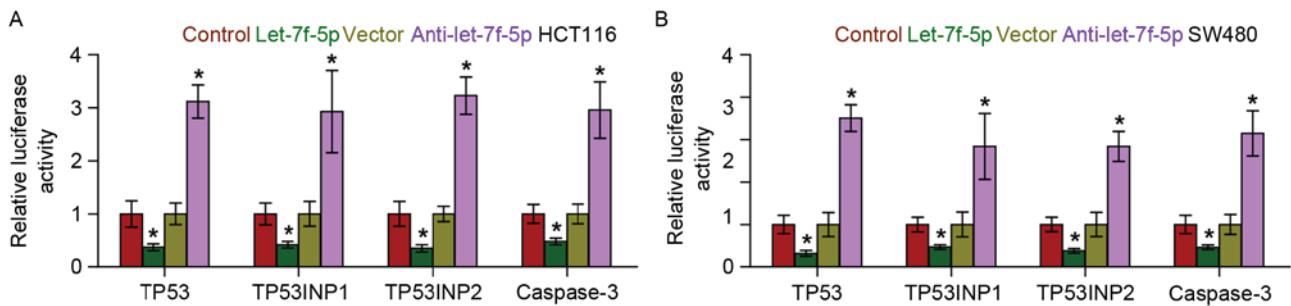 A
Control Let-7f-5p Vector Anti-let-7f-5p HCT116
Relative luciferase
activity
4
3
2
1
0
* * * *
* * * *
TP53 TP53INP1 TP53INP2 Caspase-3
B
Control Let-7f-5p Vector Anti-let-7f-5p SW480
Relative luciferase
activity
4
3
2
1
0
* * * *
* * * *
TP53 TP53INP1 TP53INP2 Caspase-3